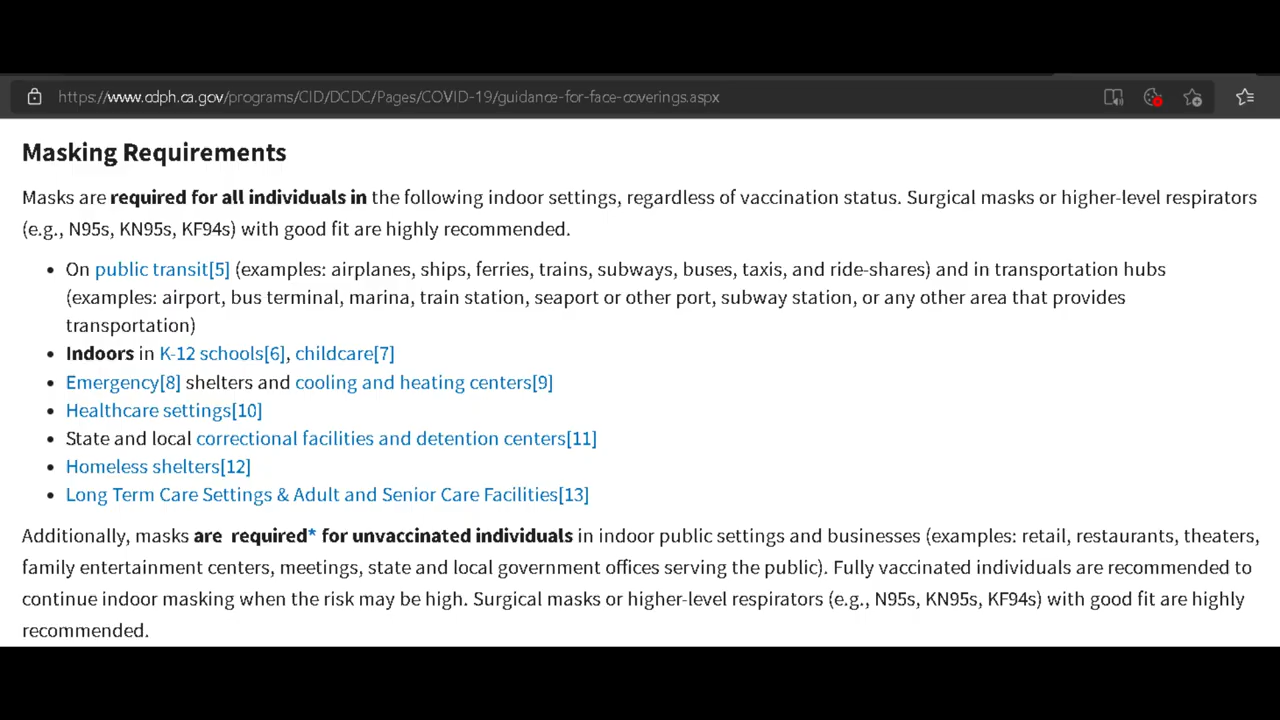 https://www.cdph.ca.gov/programs/CID/DCDC/Pages/COVID-19/guidance-for-face-coverings.aspx
Masking Requirements
Masks are required for all individuals in the following indoor settings, regardless of vaccination status. Surgical masks or higher-level respirators
(e.g., N95s, KN95s, KF94s) with good fit are highly recommended.
• On public transit[5] (examples: airplanes, ships, ferries, trains, subways, buses, taxis, and ride-shares) and in transportation hubs
(examples: airport, bus terminal, marina, train station, seaport or other port, subway station, or any other area that provides
transportation)
• Indoors in K-12 schools[6], childcare[7]
• Emergency[8] shelters and cooling and heating centers[9]
• Healthcare settings[10]
• State and local correctional facilities and detention centers[11]
• Homeless shelters[12]
• Long Term Care Settings & Adult and Senior Care Facilities[13]
Additionally, masks are required* for unvaccinated individuals in indoor public settings and businesses (examples: retail, restaurants, theaters,
family entertainment centers, meetings, state and local government offices serving the public). Fully vaccinated individuals are recommended to
continue indoor masking when the risk may be high. Surgical masks or higher-level respirators (e.g., N95s, KN95s, KF94s) with good fit are highly
recommended.